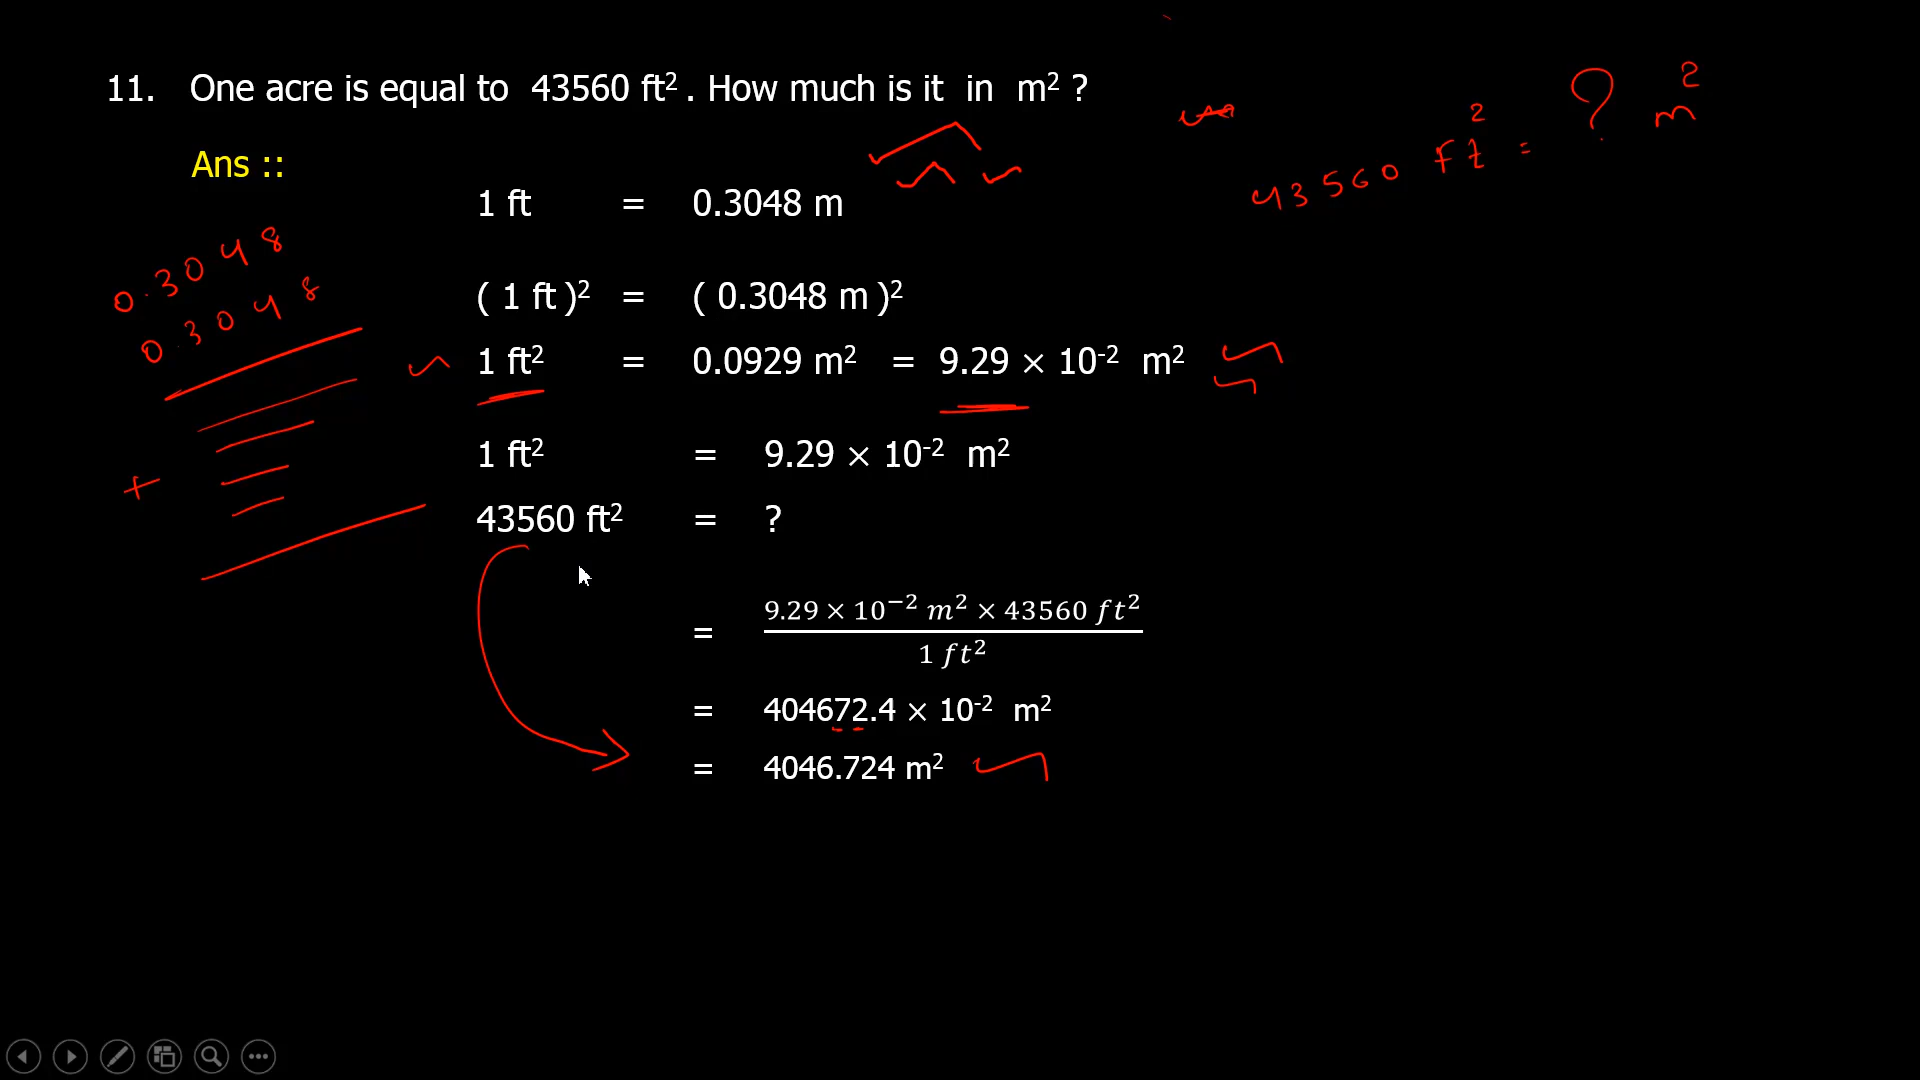 11. One acre is equal to 43560 ft² . How much is it in m² ?
43560 ft² = ? m²
Ans ::
1 ft = 0.3048 m
0.3048
0.3048
( 1 ft )² = ( 0.3048 m )²
1 ft² = 0.0929 m² = 9.29 × 10⁻² m²
1 ft² = 9.29 × 10⁻² m²
+
43560 ft² = ?
= 9.29 × 10⁻² m² × 43560 ft²
1 ft²
= 404672.4 × 10⁻² m²
= 4046.724 m²